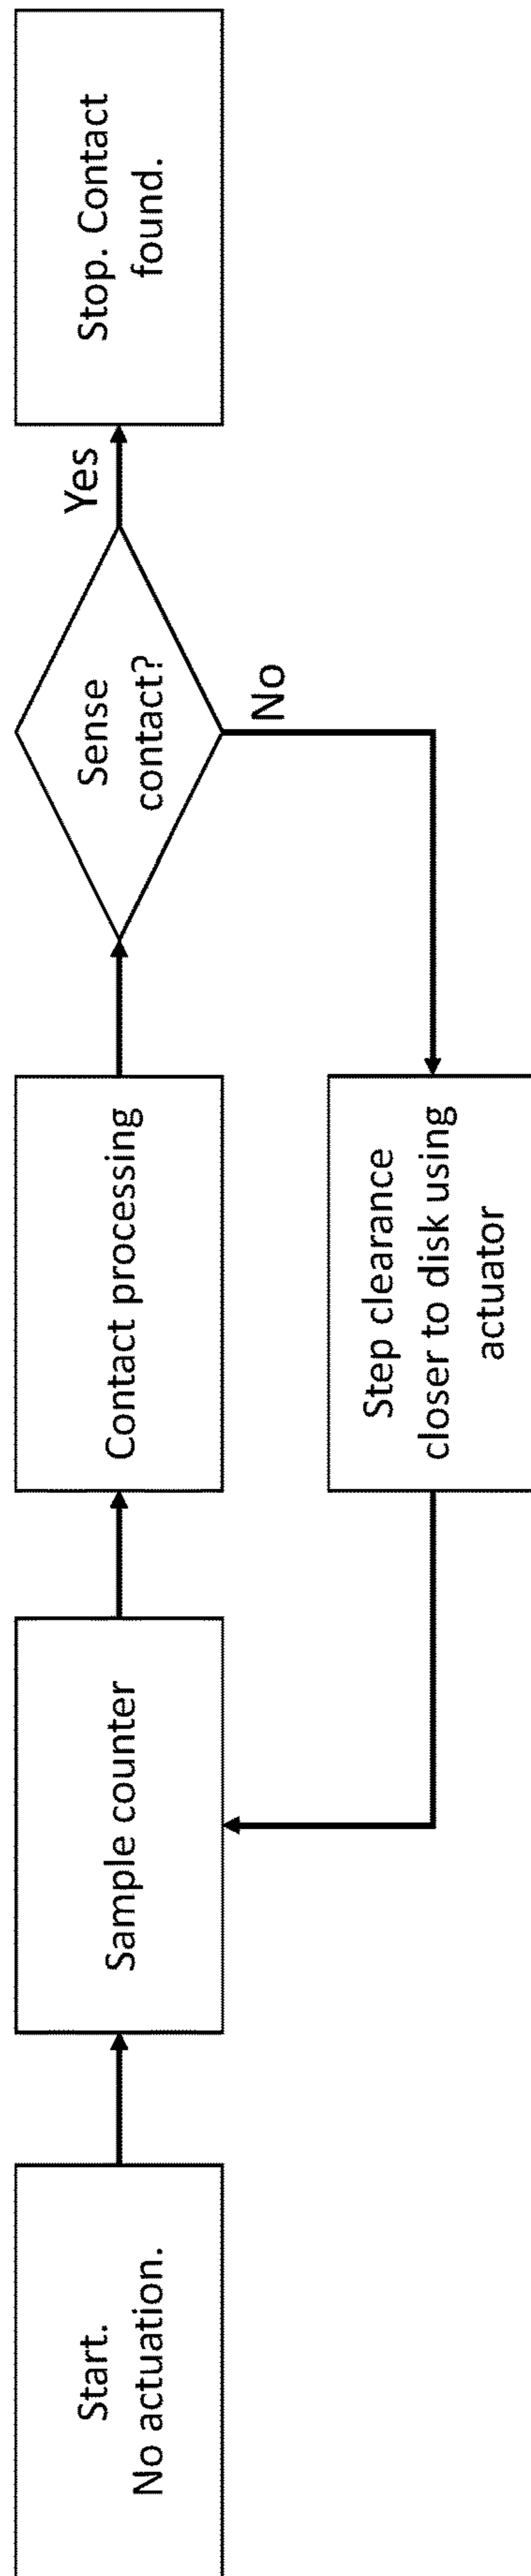 Start.
No actuation.
Sample counter
Contact processing
Sense
contact?
Yes
Stop. Contact
found.
No
Step clearance
closer to disk using
actuator